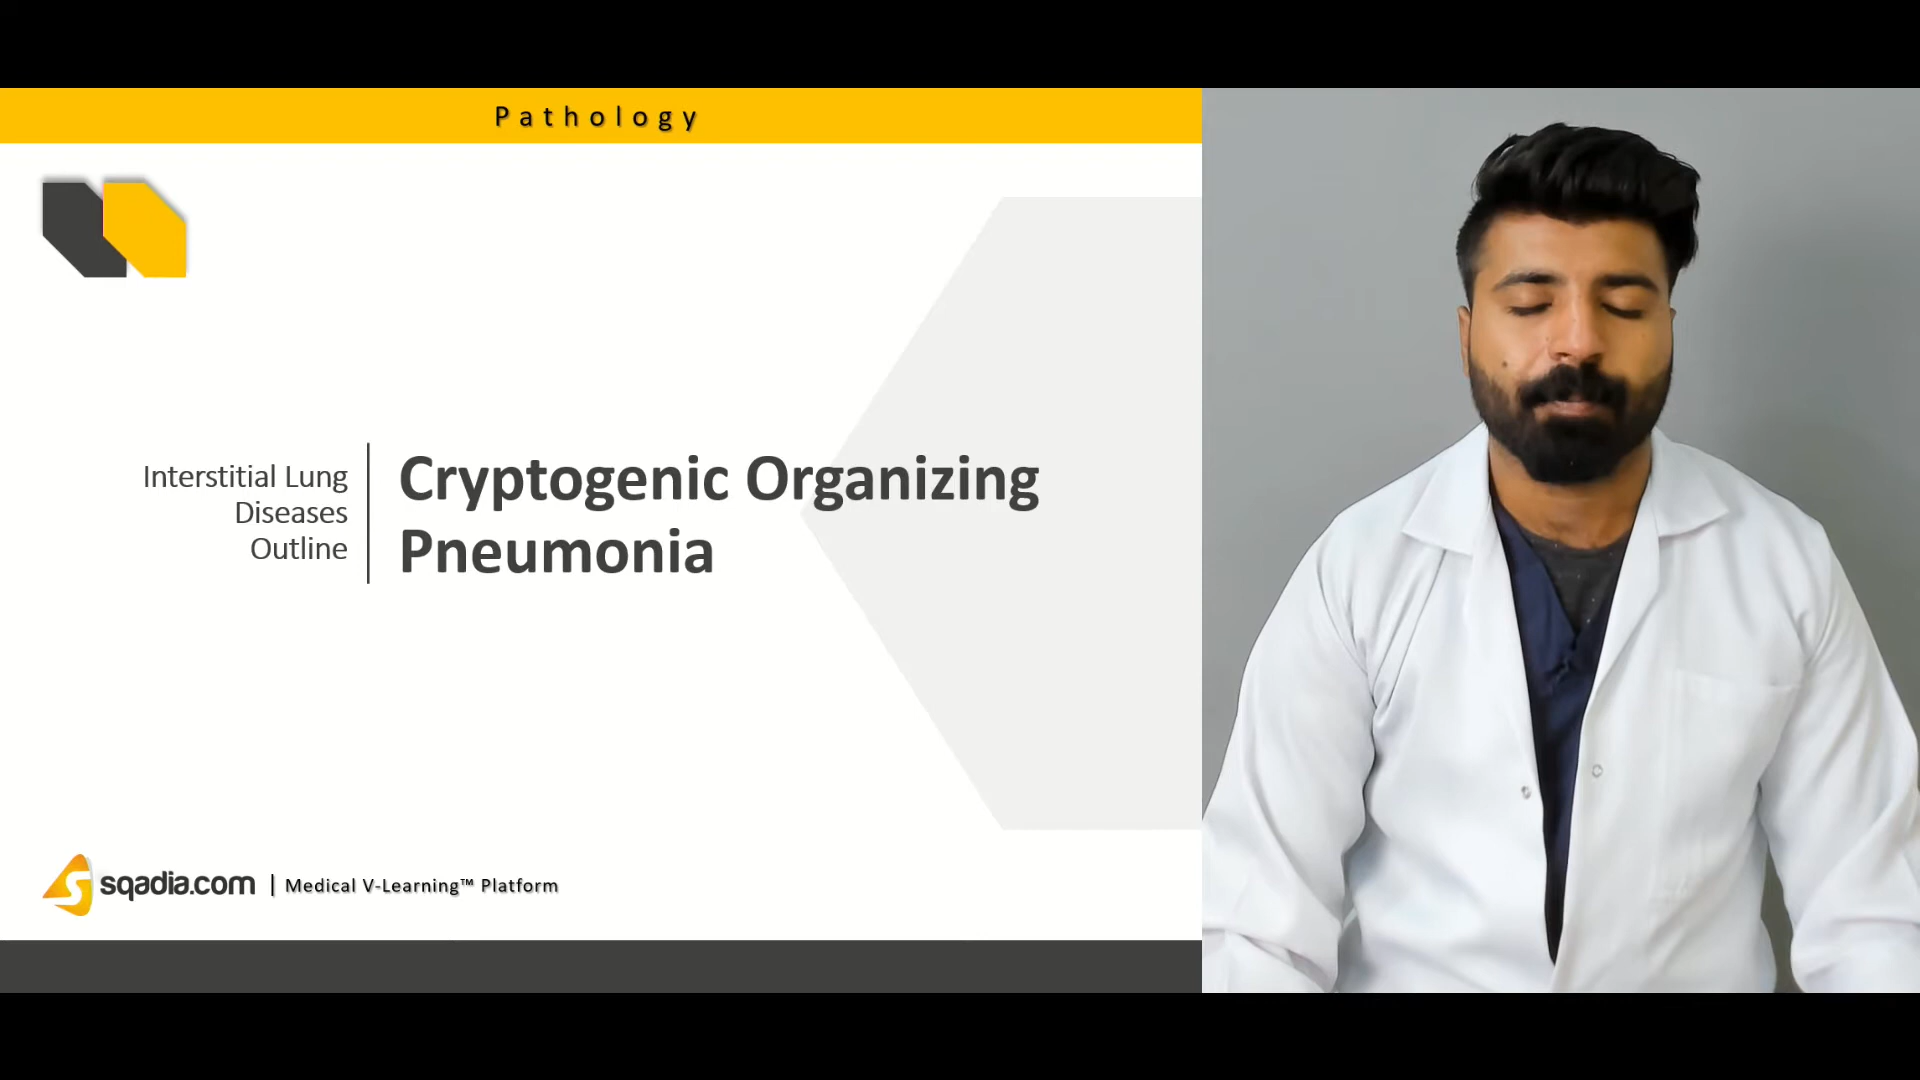 Pathology
Interstitial Lung
Diseases
Outline
Cryptogenic Organizing
Pneumonia
sqadia.com | Medical V-Learning™ Platform